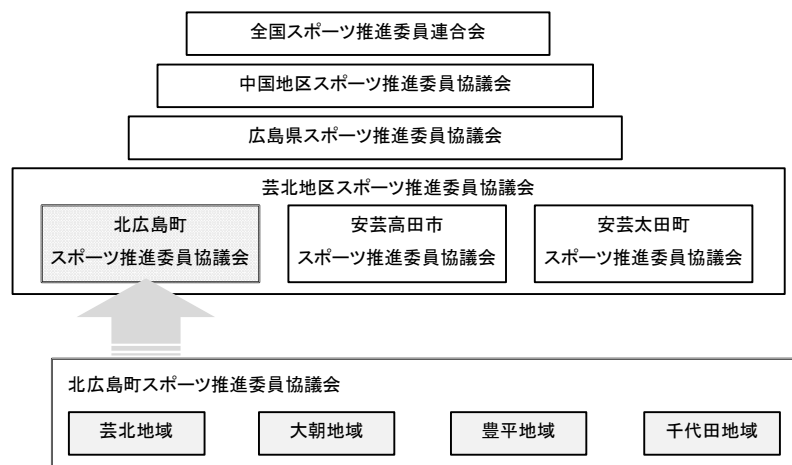 全国スポーツ推進委員連合会
中国地区スポーツ推進委員協議会
広島県スポーツ推進委員協議会
芸北地区スポーツ推進委員協議会
北広島町
スポーツ推進委員協議会
安芸高田市
スポーツ推進委員協議会
安芸太田町
スポーツ推進委員協議会
北広島町スポーツ推進委員協議会
芸北地域
大朝地域
豊平地域
千代田地域